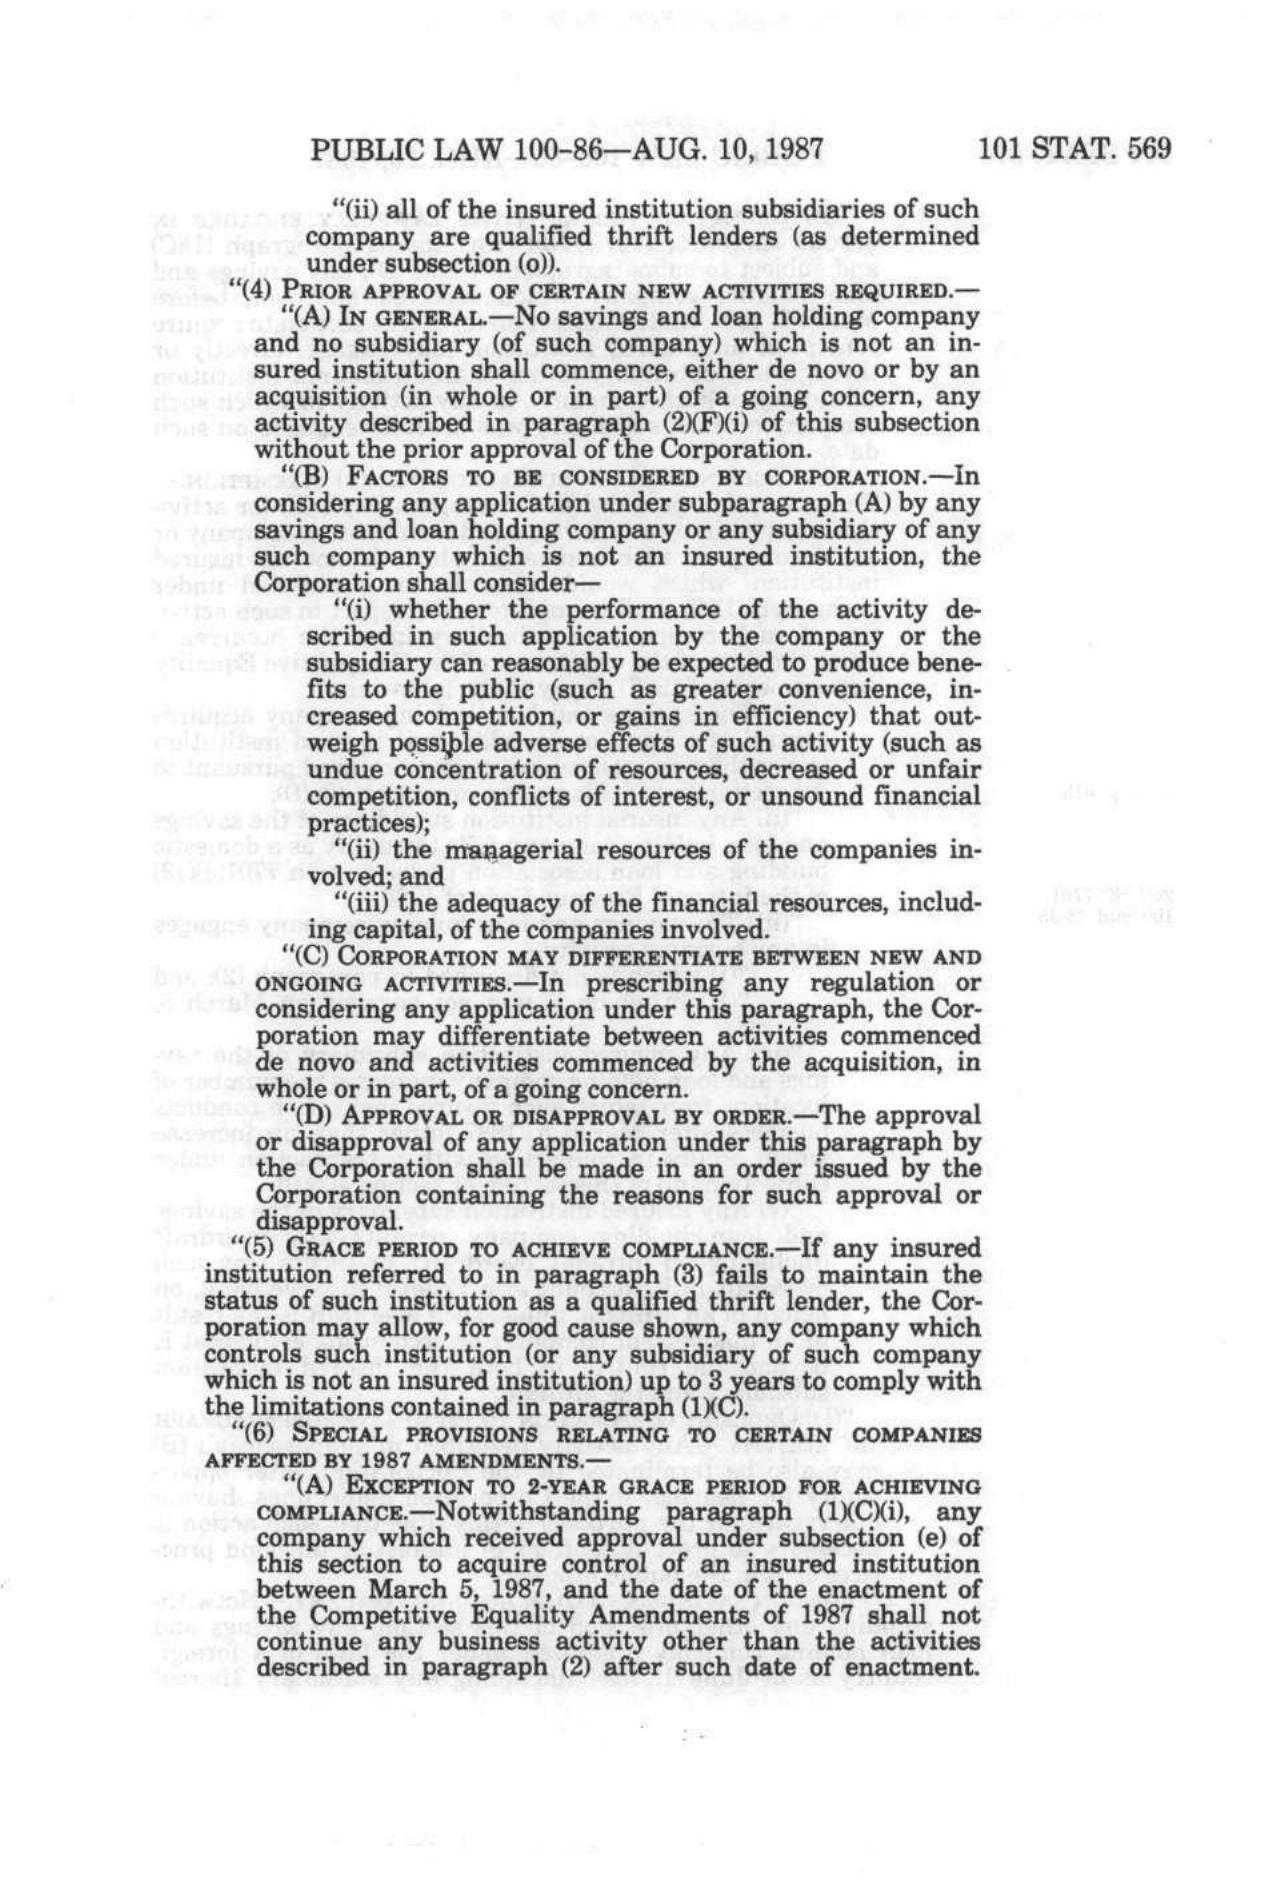 PUBLIC LAW 100–86—AUG. 10, 1987 101 STAT. 569
“(ii) all of the insured institution subsidiaries of such
company are qualified thrift lenders (as determined
under subsection (o)).
“(4) PRIOR APPROVAL OF CERTAIN NEW ACTIVITIES REQUIRED.—
“(A) IN GENERAL.—No savings and loan holding company
and no subsidiary (of such company) which is not an in-
sured institution shall commence, either de novo or by an
acquisition (in whole or in part) of a going concern, any
activity described in paragraph (2)(F)(i) of this subsection
without the prior approval of the Corporation.
“(B) FACTORS TO BE CONSIDERED BY CORPORATION.—In
considering any application under subparagraph (A) by any
savings and loan holding company or any subsidiary of any
such company which is not an insured institution, the
Corporation shall consider—
“(i) whether the performance of the activity de-
scribed in such application by the company or the
subsidiary can reasonably be expected to produce bene-
fits to the public (such as greater convenience, in-
creased competition, or gains in efficiency) that out-
weigh possible adverse effects of such activity (such as
undue concentration of resources, decreased or unfair
competition, conflicts of interest, or unsound financial
practices);
“(ii) the managerial resources of the companies in-
volved; and
“(iii) the adequacy of the financial resources, includ-
ing capital, of the companies involved.
“(C) CORPORATION MAY DIFFERENTIATE BETWEEN NEW AND
ONGOING ACTIVITIES.—In prescribing any regulation or
considering any application under this paragraph, the Cor-
poration may differentiate between activities commenced
de novo and activities commenced by the acquisition, in
whole or in part, of a going concern.
“(D) APPROVAL OR DISAPPROVAL BY ORDER.—The approval
or disapproval of any application under this paragraph by
the Corporation shall be made in an order issued by the
Corporation containing the reasons for such approval or
disapproval.
“(5) GRACE PERIOD TO ACHIEVE COMPLIANCE.—If any insured
institution referred to in paragraph (3) fails to maintain the
status of such institution as a qualified thrift lender, the Cor-
poration may allow, for good cause shown, any company which
controls such institution (or any subsidiary of such company
which is not an insured institution) up to 3 years to comply with
the limitations contained in paragraph (1)(C).
“(6) SPECIAL PROVISIONS RELATING TO CERTAIN COMPANIES
AFFECTED BY 1987 AMENDMENTS.—
“(A) EXCEPTION TO 2-YEAR GRACE PERIOD FOR ACHIEVING
COMPLIANCE.—Notwithstanding paragraph (1)(C)(i), any
company which received approval under subsection (e) of
this section to acquire control of an insured institution
between March 5, 1987, and the date of the enactment of
the Competitive Equality Amendments of 1987 shall not
continue any business activity other than the activities
described in paragraph (2) after such date of enactment.